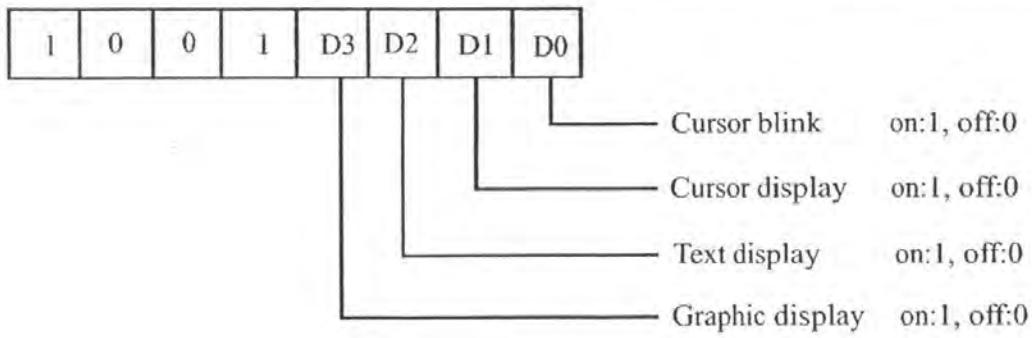 1 0 0 1 D3 D2 D1 D0
Cursor blink on:1, off:0
Cursor display on:1, off:0
Text display on:1, off:0
Graphic display on:1, off:0